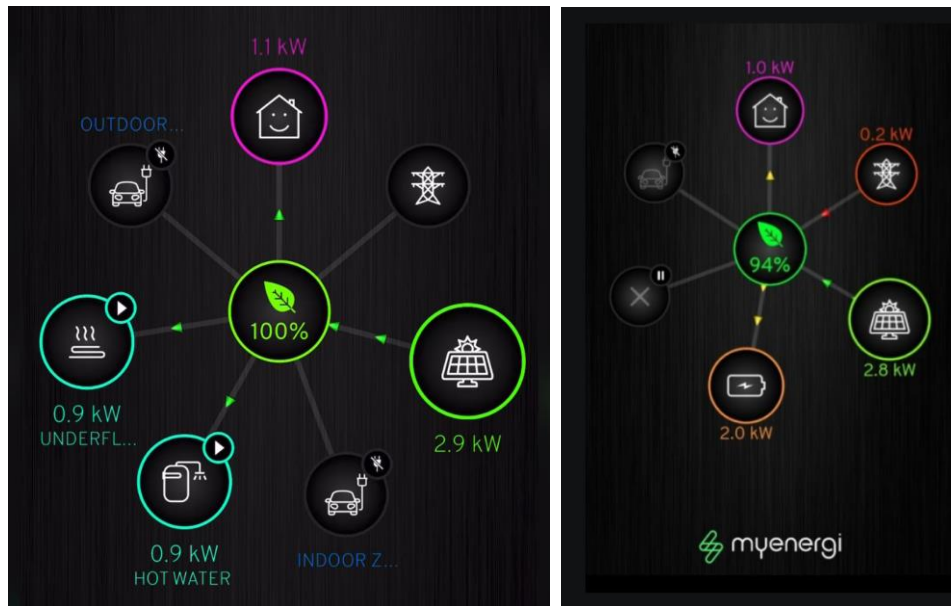 1.1 kW
OUTDOOR...
100%
0.9 kW
UNDERFL...
2.9 kW
0.9 kW
HOT WATER
INDOOR Z...
1.0 kW
0.2 kW
94%
2.8 kW
2.0 kW
myenergi